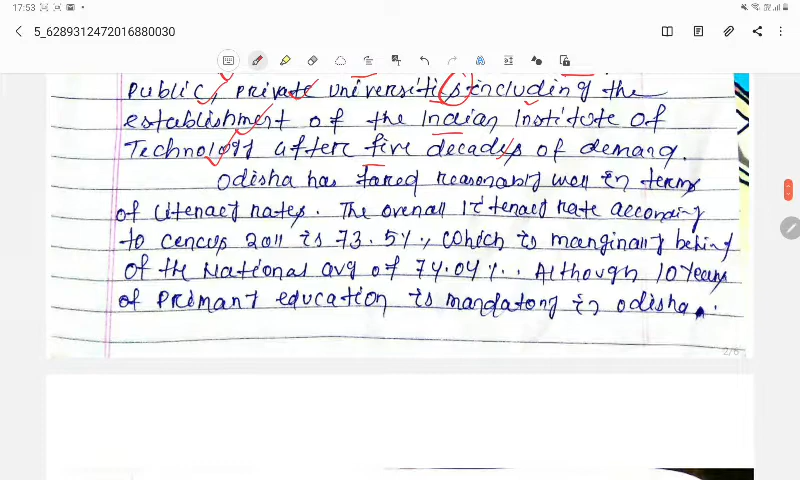 17:53
5_6289312472016880030
Public, private universities including the
establishment of the Indian Institute of
Technology after five decades of demand.
Odisha has fared reasonably well in terms
of literacy rates. The overall literacy rate according
to cencus 2011 is 73.5%, which is marginally behind
of the National avg of 74.04%.. Although 10 years
of primary education is mandatory in odisha.
2/6